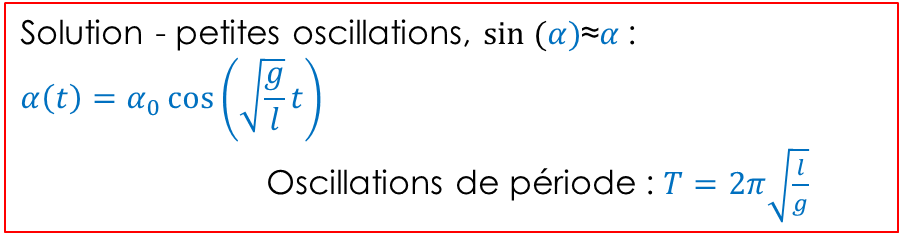 Solution - petites oscillations, sin (𝛼)≈𝛼 :
𝛼(𝑡) = 𝛼₀ cos(√(𝑔/𝑙) 𝑡)
Oscillations de période : 𝑇 = 2𝜋√(𝑙/𝑔)